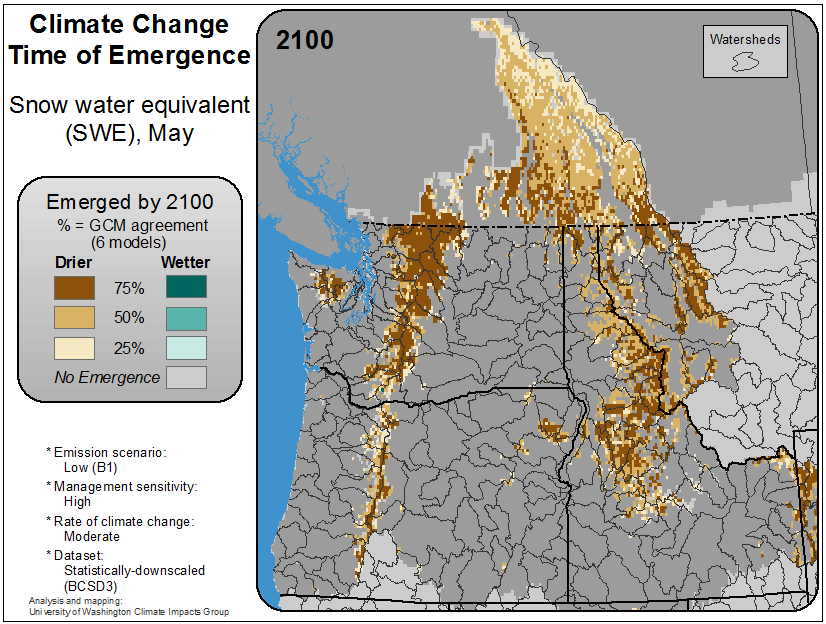 Climate Change
Time of Emergence
Snow water equivalent
(SWE), May
Emerged by 2100
% = GCM agreement
(6 models)
Drier Wetter
75%
50%
25%
No Emergence
* Emission scenario:
Low (B1)
* Management sensitivity:
High
* Rate of climate change:
Moderate
* Dataset:
Statistically-downscaled
(BCSD3)
Analysis and mapping:
University of Washington Climate Impacts Group
2100
Watersheds